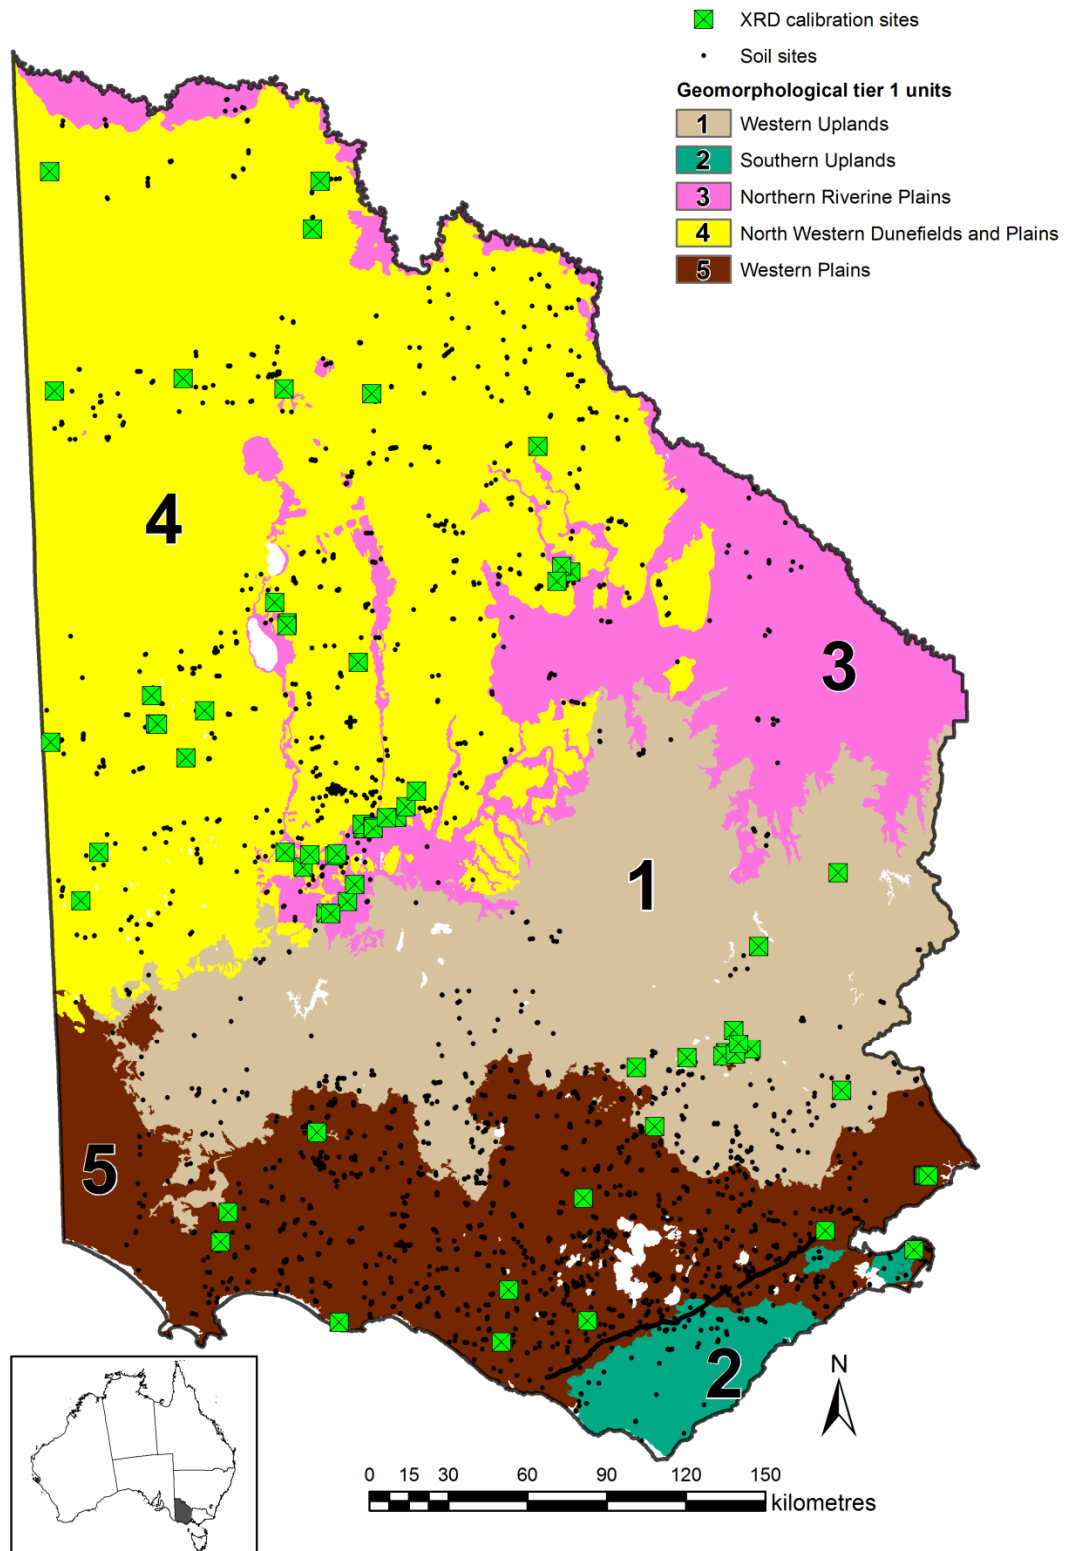 XRD calibration sites
Soil sites
Geomorphological tier 1 units
1 Western Uplands
2 Southern Uplands
3 Northern Riverine Plains
4 North Western Dunefields and Plains
5 Western Plains
4
3
1
5
2
N
0 15 30 60 90 120 150
kilometres